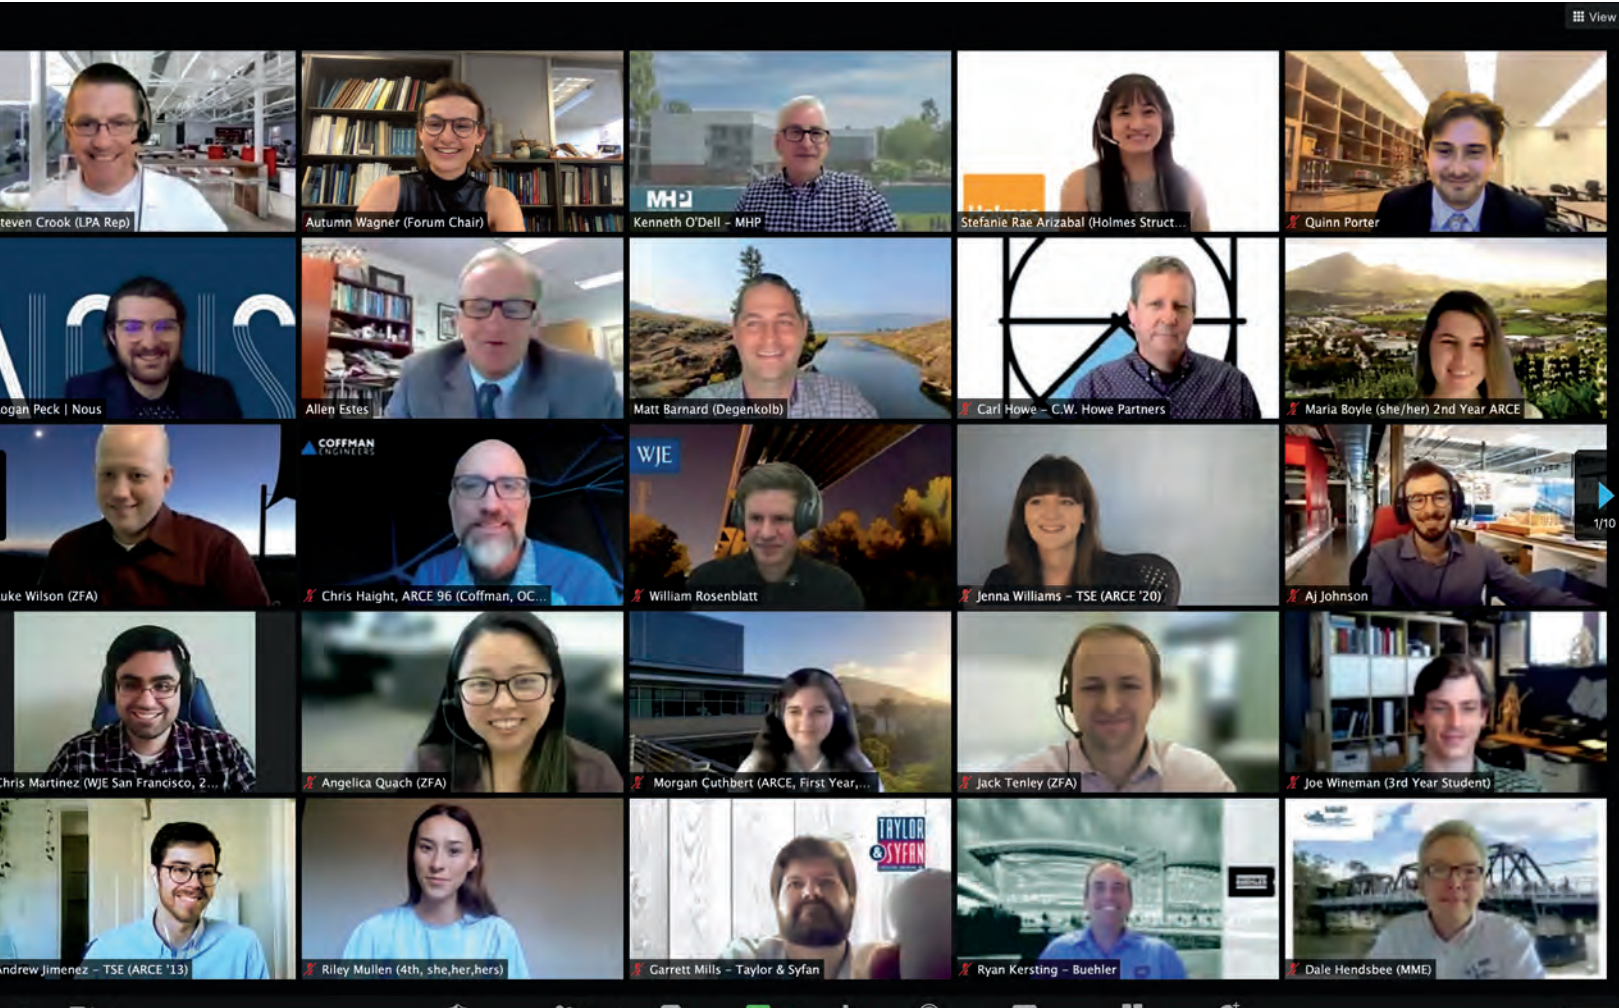 View
teven Crook (LPA Rep)
Autumn Wagner (Forum Chair)
MHP
Kenneth O'Dell – MHP
Holmes
Stefanie Rae Arizabal (Holmes Struct...
Quinn Porter
NOUS
ogan Peck | Nous
Allen Estes
Matt Barnard (Degenkolb)
Carl Howe – C.W. Howe Partners
Maria Boyle (she/her) 2nd Year ARCE
uke Wilson (ZFA)
COFFMAN
ENGINEERS
Chris Haight, ARCE 96 (Coffman, OC...
WJE
William Rosenblatt
Jenna Williams – TSE (ARCE '20)
Aj Johnson
1/10
Chris Martinez (WJE San Francisco, 2...
Angelica Quach (ZFA)
Morgan Cuthbert (ARCE, First Year,...
Jack Tenley (ZFA)
Joe Wineman (3rd Year Student)
Andrew Jimenez – TSE (ARCE '13)
Riley Mullen (4th, she,her,hers)
TAYLOR
& SYFAN
Garrett Mills – Taylor & Syfan
Ryan Kersting – Buehler
Dale Hendsbee (MME)